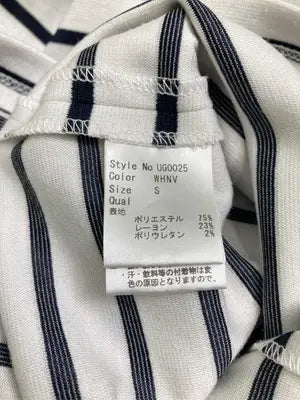 Style No UG0025
Color WHNV
Size S
Qual
表地
ポリエステル 75%
レーヨン 23%
ポリウレタン 2%
・汗・飲料等の付着物は変
色の原因となりますので、